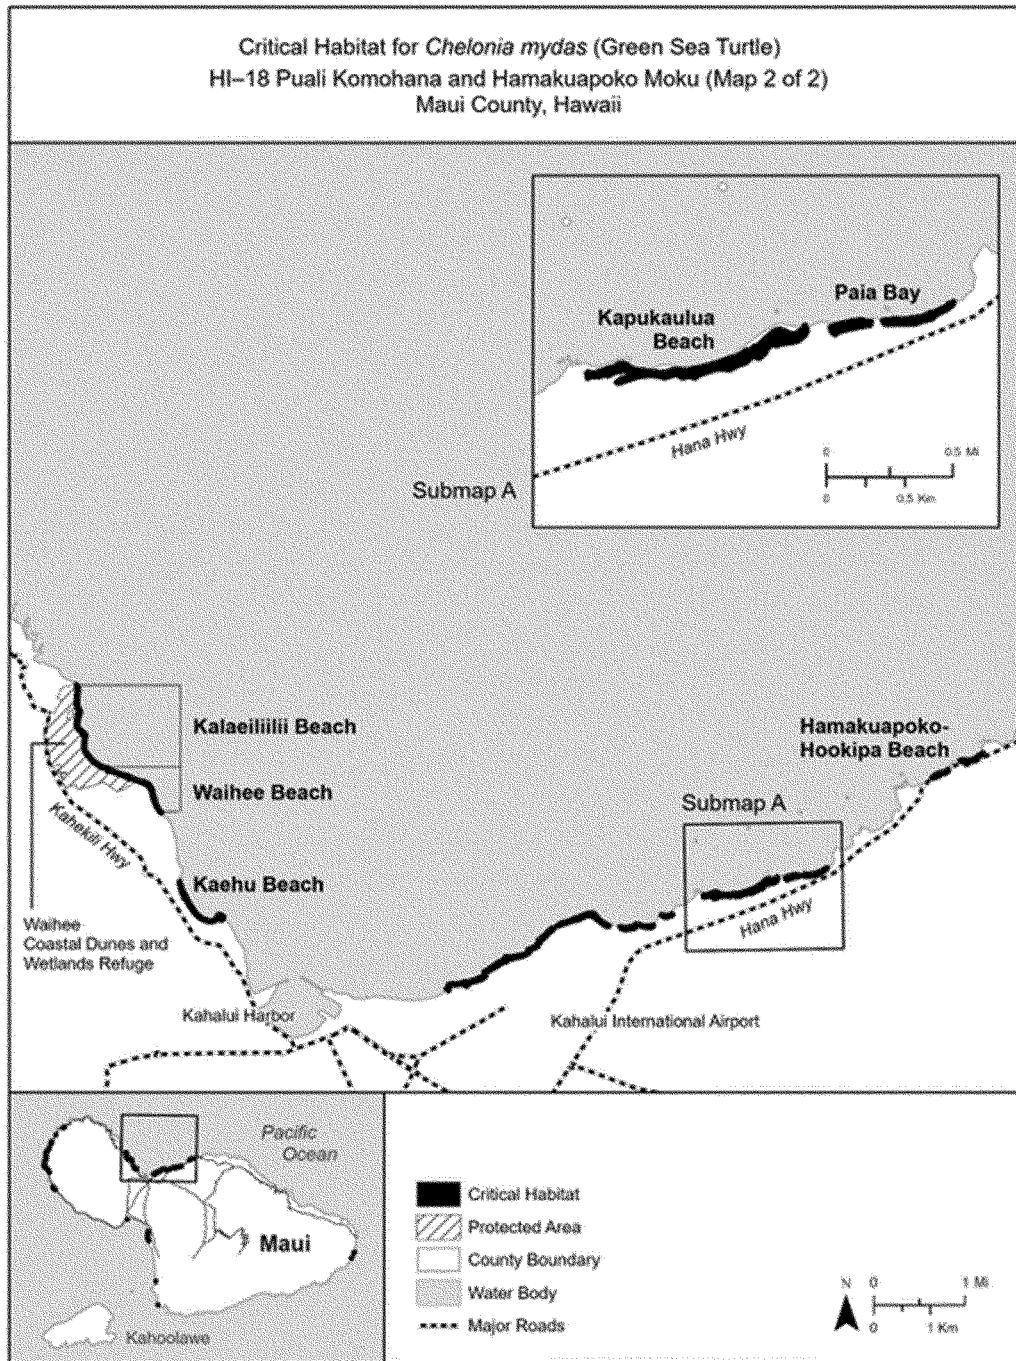 Critical Habitat for Chelonia mydas (Green Sea Turtle)
HI–18 Puali Komohana and Hamakuapoko Moku (Map 2 of 2)
Maui County, Hawaii
Paia Bay
Kapukaulua
Beach
Hana Hwy
0 0.5 Mi
0 0.5 Km
Submap A
Kalaeiliilii Beach
Waihee Beach
Hamakuapoko-
Hookipa Beach
Submap A
Kahekili Hwy
Kaehu Beach
Hana Hwy
Waihee
Coastal Dunes and
Wetlands Refuge
Kahalui Harbor
Kahalui International Airport
Pacific
Ocean
Maui
Kahoolawe
Critical Habitat
Protected Area
County Boundary
Water Body
Major Roads
N
0 1 Mi
0 1 Km